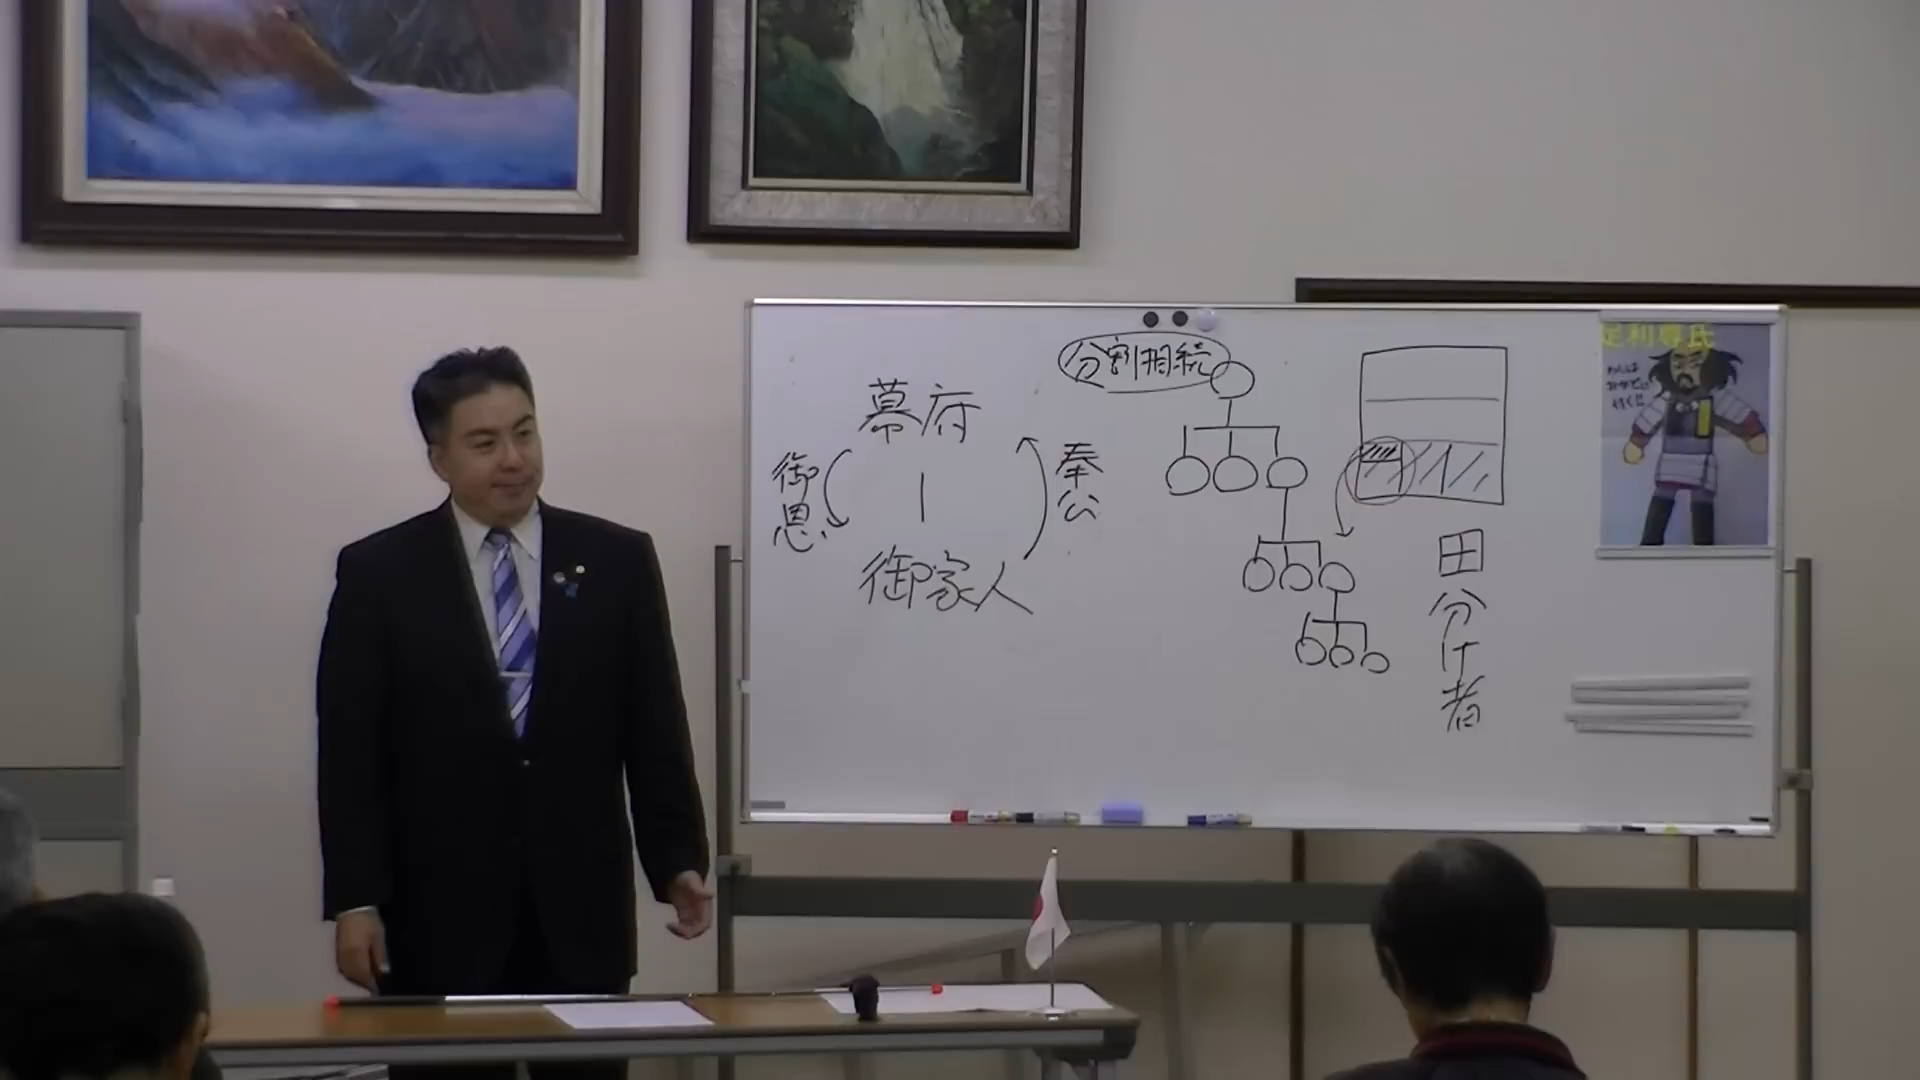 幕府
御恩
奉公
御家人
分割相続
田分け者
足利尊氏